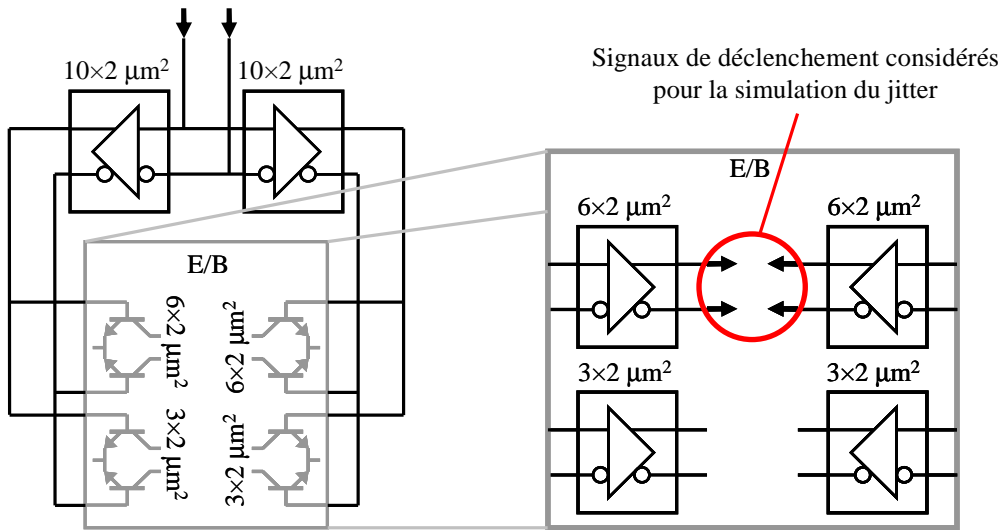 10×2 μm²
10×2 μm²
Signaux de déclenchement considérés
pour la simulation du jitter
E/B
6×2 μm²
6×2 μm²
3×2 μm²
3×2 μm²
E/B
6×2 μm²
6×2 μm²
3×2 μm²
3×2 μm²